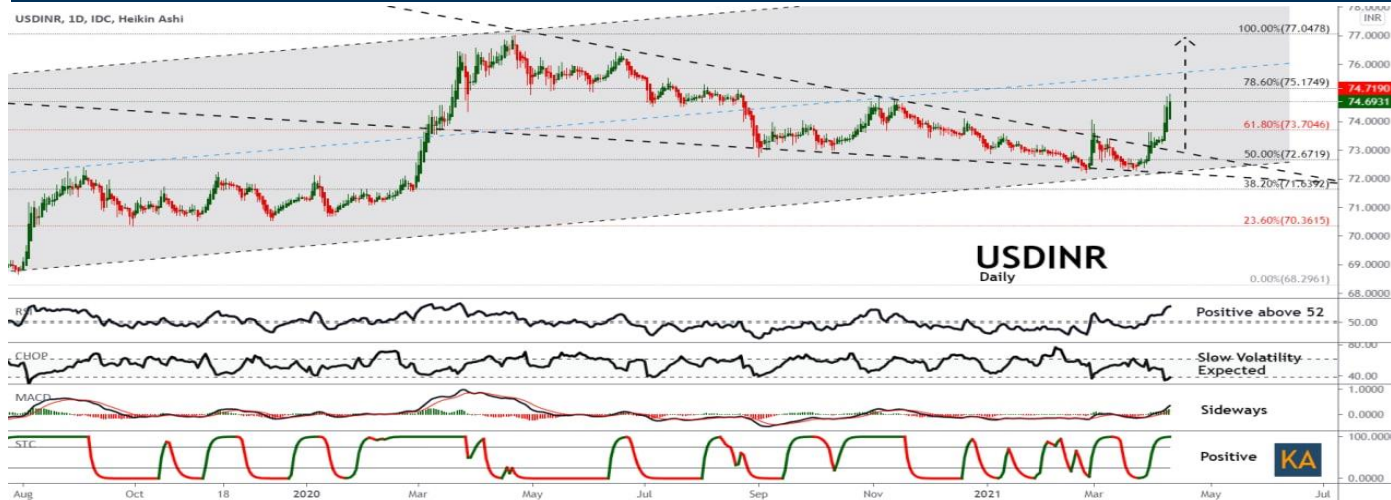 USDINR, 1D, IDC, Heikin Ashi
78.0000
INR
100.00%(77.0478)
77.0000
76.0000
78.60%(75.1749)
74.7190
74.6931
74.0000
61.80%(73.7046)
73.0000
50.00%(72.6719)
72.0000
38.20%(71.6392)
71.0000
23.60%(70.3615)
70.0000
USDINR
Daily
69.0000
0.00%(68.2961)
68.0000
RSI
Positive above 52
50.00
80.00
CHOP
Slow Volatility
Expected
40.00
MACD
1.0000
Sideways
0.0000
STC
100.0000
Positive
KA
0.0000
Aug
Oct
18
2020
Mar
May
Jul
Sep
Nov
2021
Mar
May
Jul